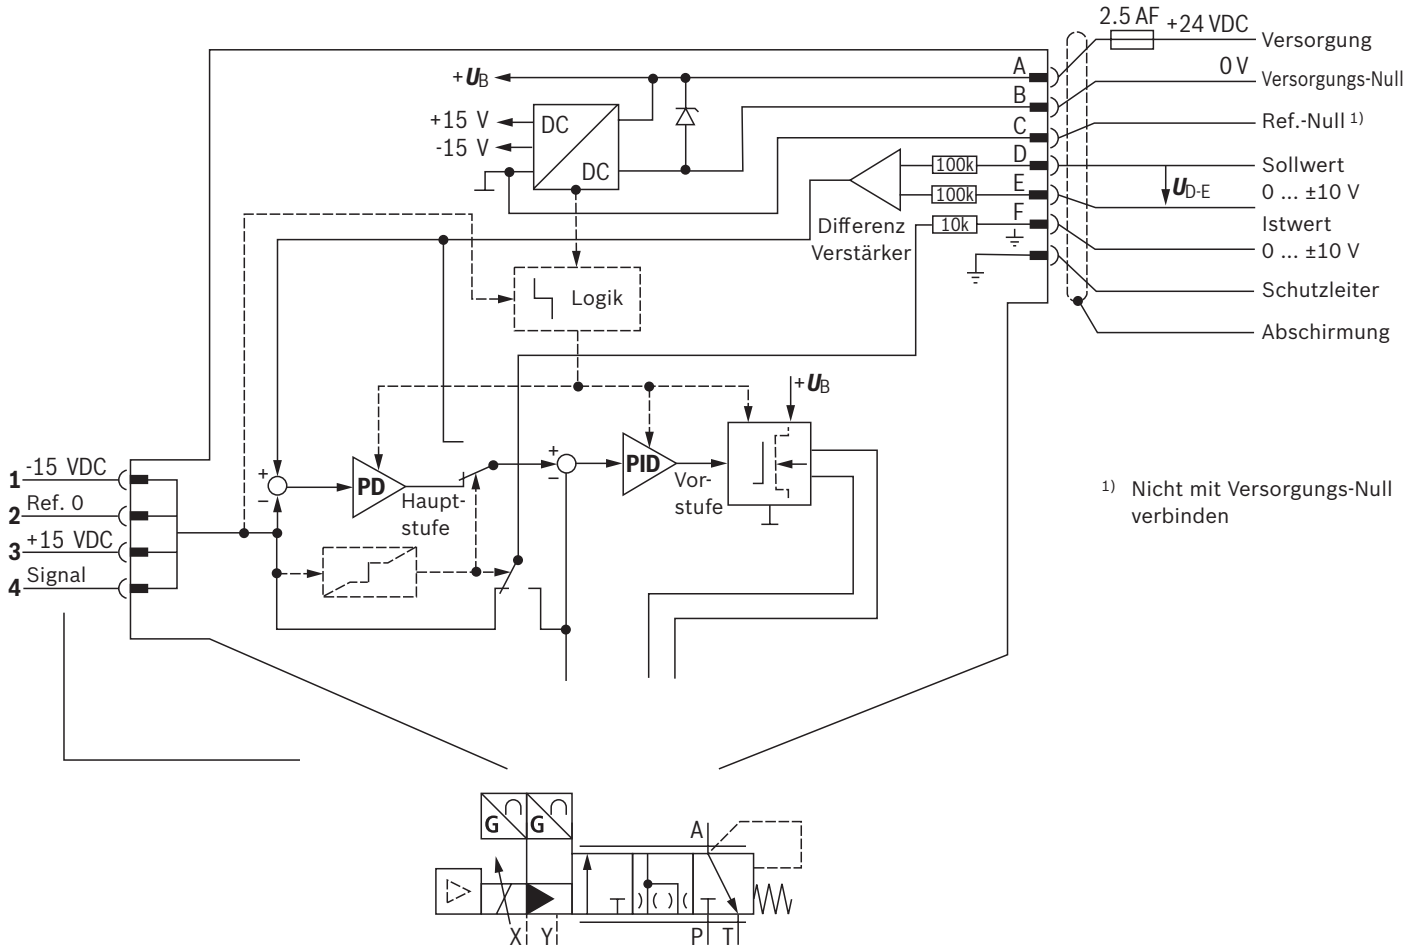 2.5 AF
+24 VDC
Versorgung
0 V
Versorgungs-Null
Ref.-Null 1)
Sollwert
0 ... ±10 V
UD-E
Istwert
0 ... ±10 V
Schutzleiter
Abschirmung
A
B
C
D
E
F
+UB
+15 V
-15 V
DC
DC
100k
100k
10k
Differenz
Verstärker
Logik
+UB
1 -15 VDC
2 Ref. 0
3 +15 VDC
4 Signal
+
–
PD
Haupt-
stufe
+
–
PID
Vor-
stufe
1) Nicht mit Versorgungs-Null
verbinden
G
G
A
X
Y
P
T